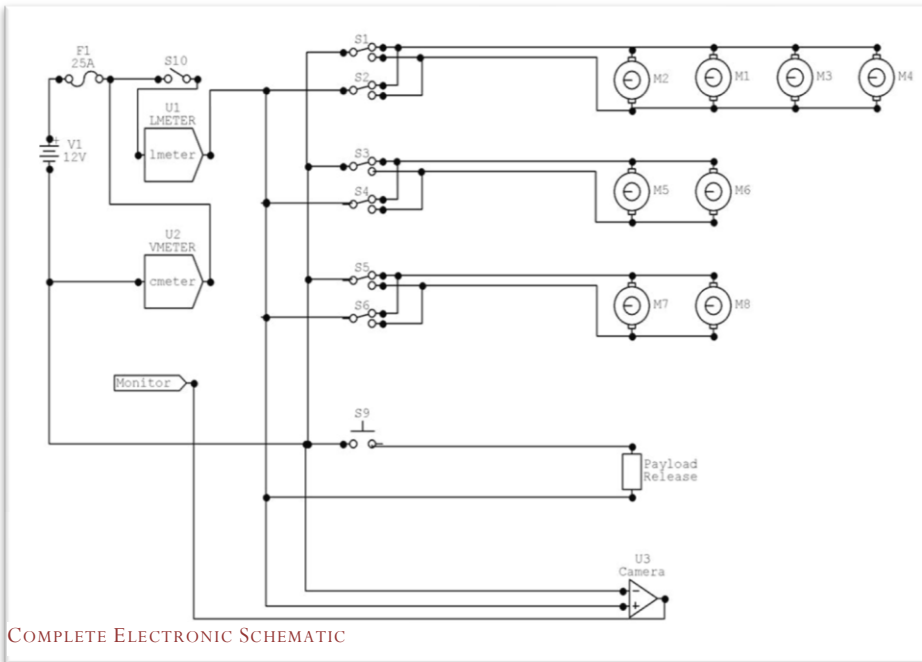 F1
25A
S10
U1
LMETER
lmeter
V1
12V
U2
VMETER
cmeter
Monitor
S1
S2
M2
M1
M3
M4
S3
S4
M5
M6
S5
S6
M7
M8
S9
Payload
Release
U3
Camera
-
+
COMPLETE ELECTRONIC SCHEMATIC